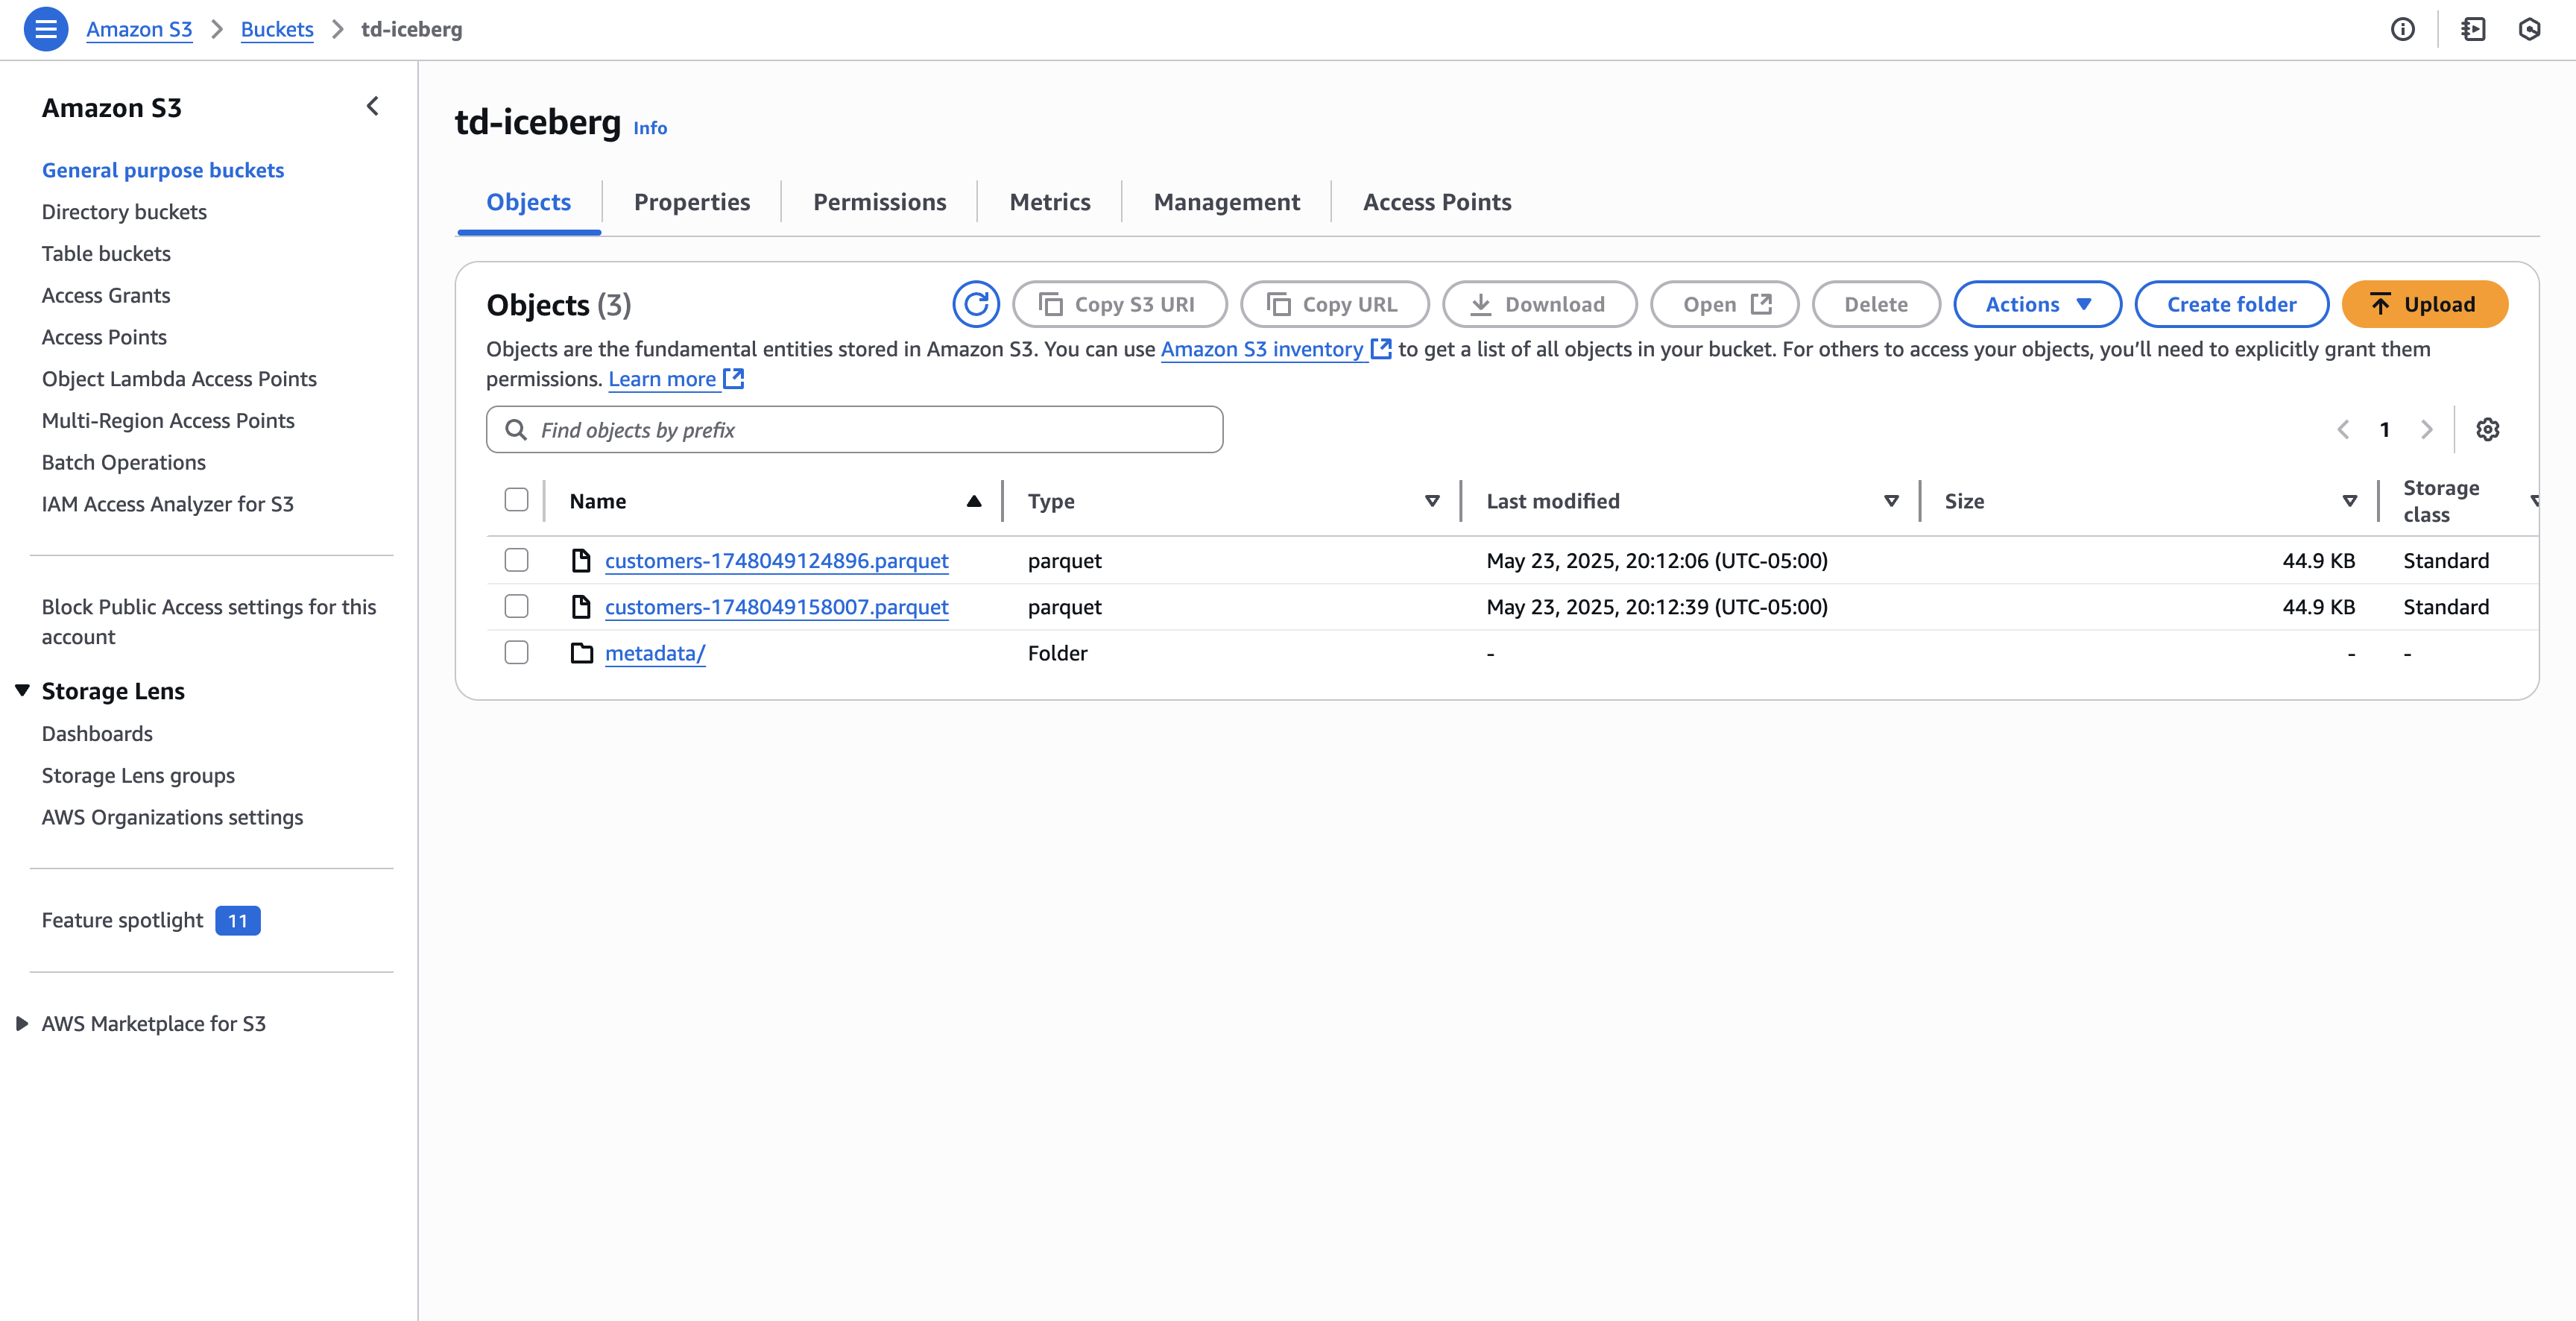 Amazon S3 > Buckets > td-iceberg
Amazon S3
General purpose buckets
Directory buckets
Table buckets
Access Grants
Access Points
Object Lambda Access Points
Multi-Region Access Points
Batch Operations
IAM Access Analyzer for S3
Block Public Access settings for this
account
Storage Lens
Dashboards
Storage Lens groups
AWS Organizations settings
Feature spotlight 11
AWS Marketplace for S3
td-iceberg Info
Objects Properties Permissions Metrics Management Access Points
Objects (3) Copy S3 URI Copy URL Download Open Delete Actions Create folder Upload
Objects are the fundamental entities stored in Amazon S3. You can use Amazon S3 inventory to get a list of all objects in your bucket. For others to access your objects, you’ll need to explicitly grant them
permissions. Learn more
Find objects by prefix 1
Name Type Last modified Size Storage
class
customers-1748049124896.parquet parquet May 23, 2025, 20:12:06 (UTC-05:00) 44.9 KB Standard
customers-1748049158007.parquet parquet May 23, 2025, 20:12:39 (UTC-05:00) 44.9 KB Standard
metadata/ Folder - - -